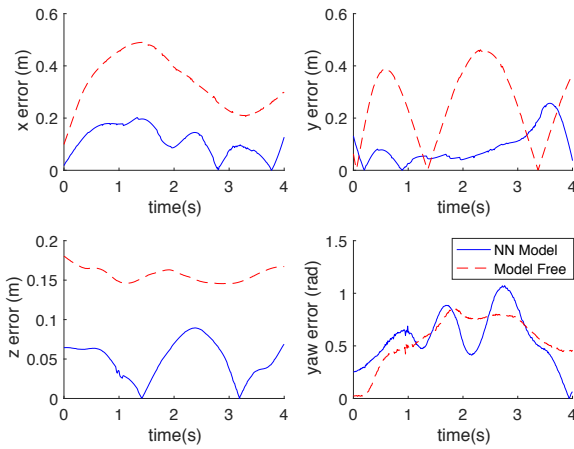 x error (m)
0.6
0.4
0.2
0
0 1 2 3 4
time(s)
y error (m)
0.6
0.4
0.2
0
0 1 2 3 4
time(s)
z error (m)
0.2
0.15
0.1
0.05
0
0 1 2 3 4
time(s)
yaw error (rad)
1.5
1
0.5
0
0 1 2 3 4
time(s)
NN Model
Model Free